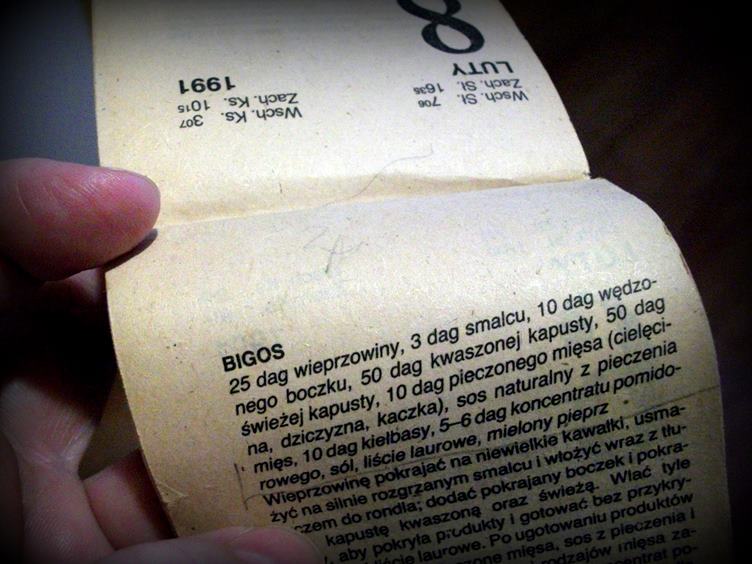 8
LUTY
Wsch. Sł. 706
Zach. Sł. 1635
1991
Wsch. Ks. 307
Zach. Ks. 1015
BIGOS
25 dag wieprzowiny, 3 dag smalcu, 10 dag wędzo-
nego boczku, 50 dag kwaszonej kapusty, 50 dag
świeżej kapusty, 10 dag pieczonego mięsa (cielęci-
na, dziczyzna, kaczka), sos naturalny z pieczenia
mięs, 10 dag kiełbasy, 5–6 dag koncentratu pomido-
rowego, sól, liście laurowe, mielony pieprz
Wieprzowinę pokrajać na niewielkie kawałki, usma-
żyć na silnie rozgrzanym smalcu i włożyć wraz z tłu-
szczem do rondla; dodać pokrajany boczek i pokra-
kapustę kwaszoną oraz świeżą. Wlać tyle
aby pokryła produkty i gotować bez przykry-
liście laurowe. Po ugotowaniu produktów
mięsa, sos z pieczenia i
rodzajów mięsa za-